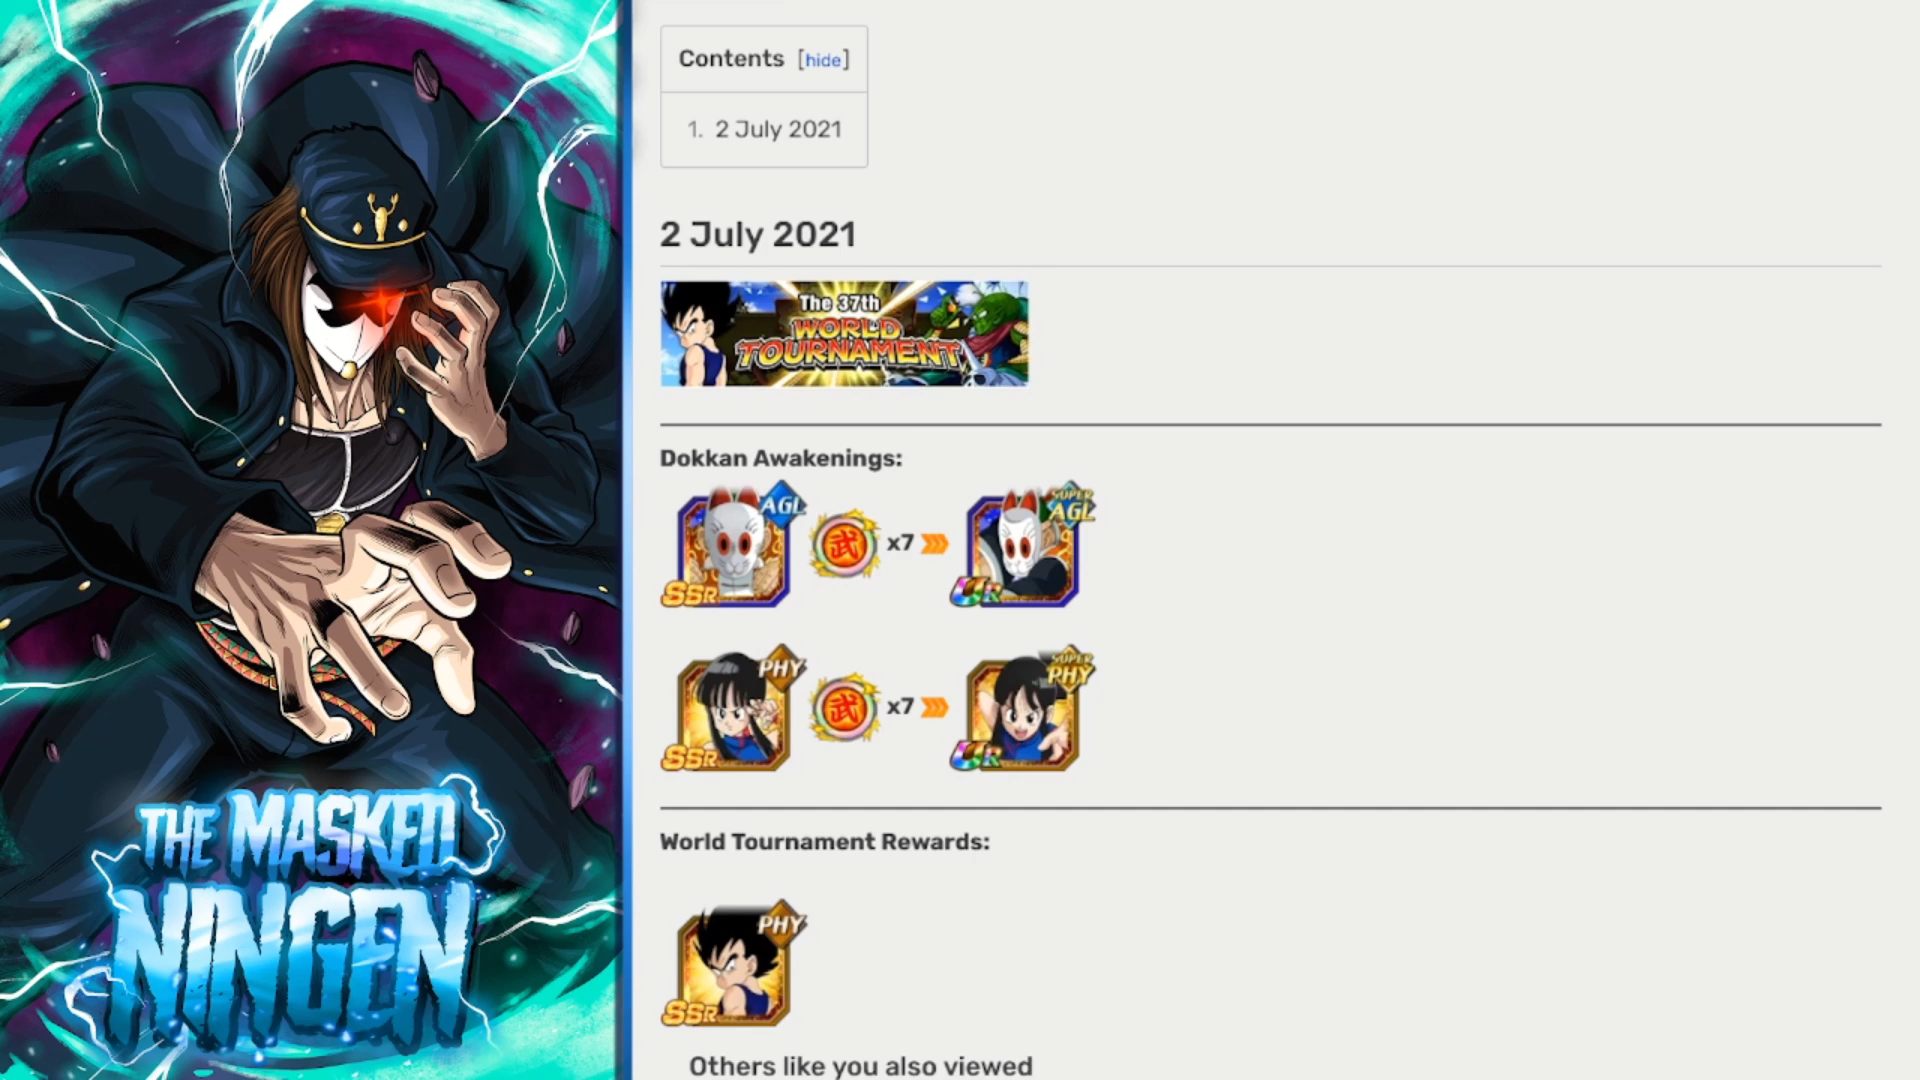 THE MASKED
NINGEN
Contents [hide]
1. 2 July 2021
2 July 2021
The 37th
WORLD
TOURNAMENT
Dokkan Awakenings:
AGL
SSR
武
x7
SUPER
AGL
UR
PHY
SSR
武
x7
SUPER
PHY
UR
World Tournament Rewards:
PHY
SSR
Others like you also viewed